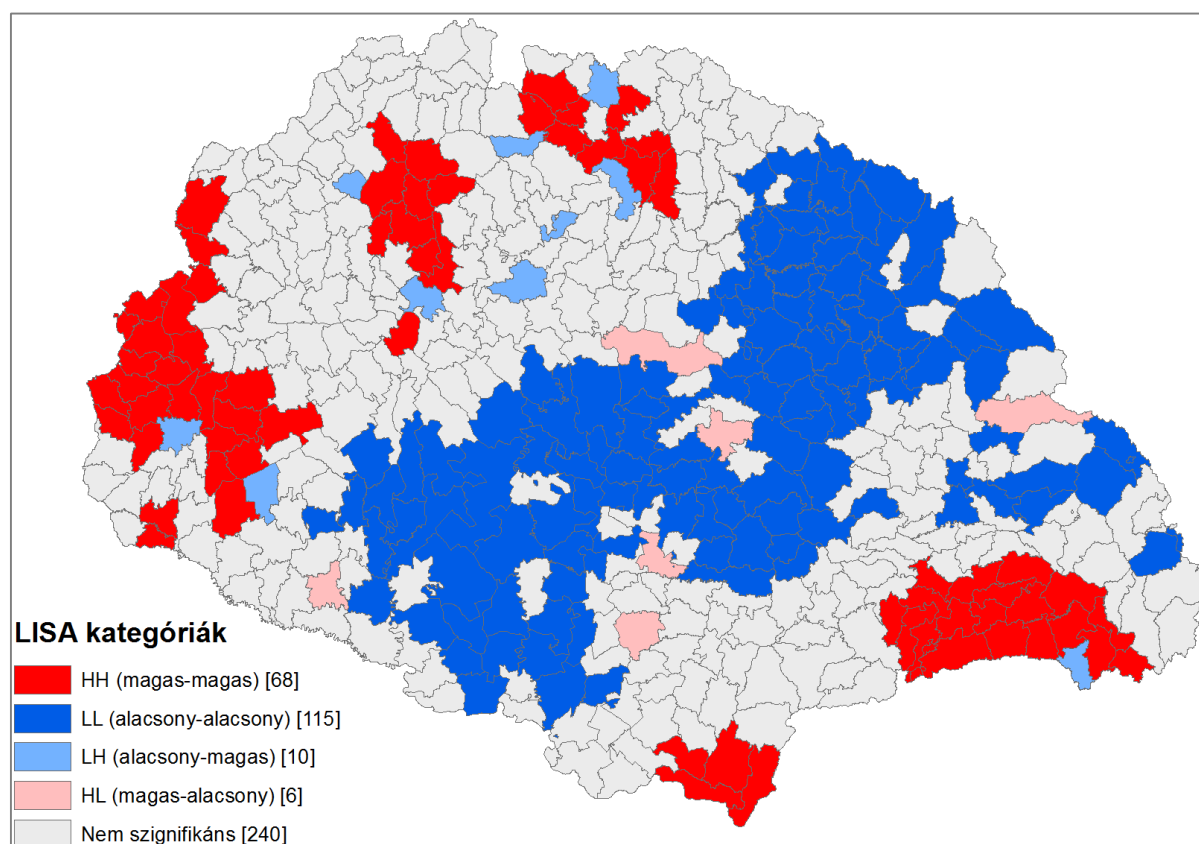 LISA kategóriák
HH (magas-magas) [68]
LL (alacsony-alacsony) [115]
LH (alacsony-magas) [10]
HL (magas-alacsony) [6]
Nem szignifikáns [240]